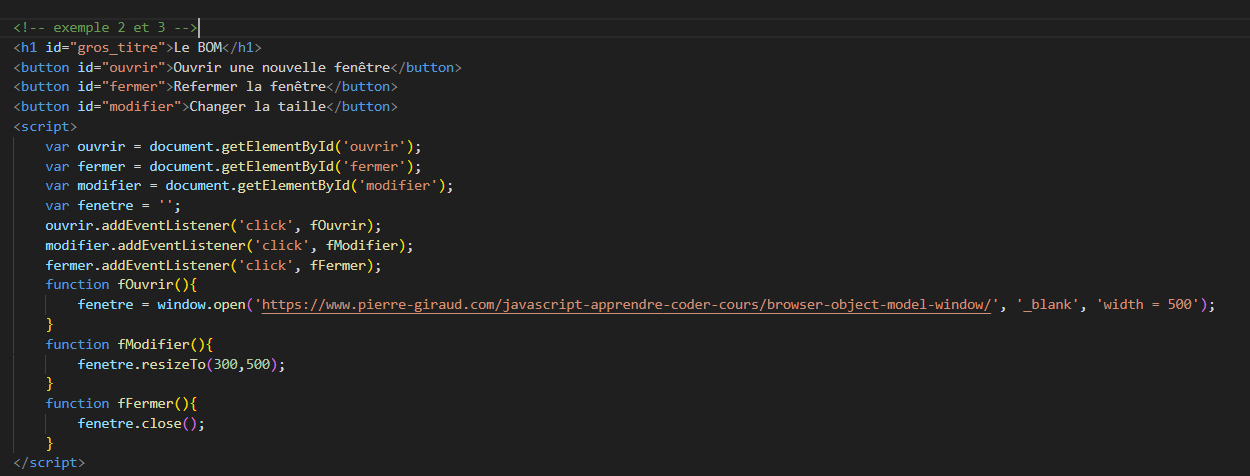 <!-- exemple 2 et 3 -->
<h1 id="gros_titre">Le BOM</h1>
<button id="ouvrir">Ouvrir une nouvelle fenêtre</button>
<button id="fermer">Refermer la fenêtre</button>
<button id="modifier">Changer la taille</button>
<script>
    var ouvrir = document.getElementById('ouvrir');
    var fermer = document.getElementById('fermer');
    var modifier = document.getElementById('modifier');
    var fenetre = '';
    ouvrir.addEventListener('click', fOuvrir);
    modifier.addEventListener('click', fModifier);
    fermer.addEventListener('click', fFermer);
    function fOuvrir(){
        fenetre = window.open('https://www.pierre-giraud.com/javascript-apprendre-coder-cours/browser-object-model-window/', '_blank', 'width = 500');
    }
    function fModifier(){
        fenetre.resizeTo(300,500);
    }
    function fFermer(){
        fenetre.close();
    }
</script>